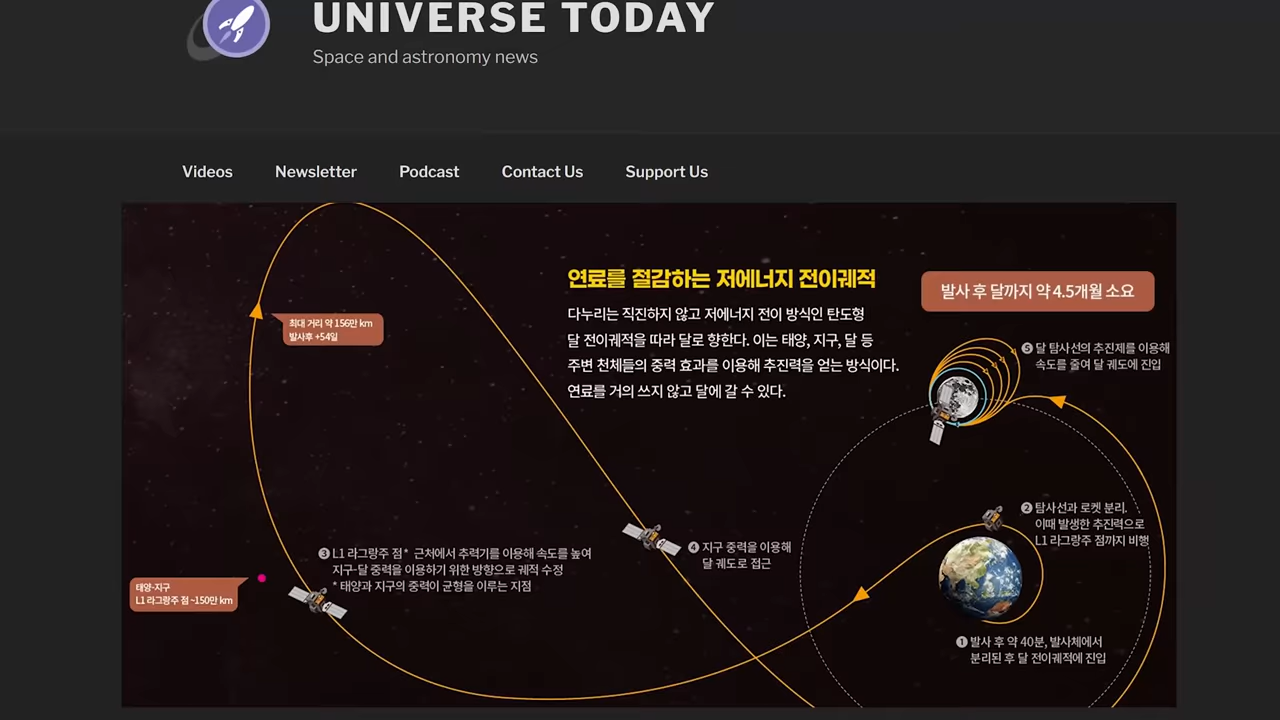 UNIVERSE TODAY
Space and astronomy news
Videos
Newsletter
Podcast
Contact Us
Support Us
연료를 절감하는 저에너지 전이궤적
다누리는 직진하지 않고 저에너지 전이 방식인 탄도형
달 전이궤적을 따라 달로 향한다. 이는 태양, 지구, 달 등
주변 천체들의 중력 효과를 이용해 추진력을 얻는 방식이다.
연료를 거의 쓰지 않고 달에 갈 수 있다.
발사 후 달까지 약 4.5개월 소요
최대 거리 약 156만 km
발사후 +54일
❺ 달 탐사선의 추진제를 이용해
속도를 줄여 달 궤도에 진입
❷ 탐사선과 로켓 분리.
이때 발생한 추진력으로
L1 라그랑주 점까지 비행
❸ L1 라그랑주 점* 근처에서 추력기를 이용해 속도를 높여
지구-달 중력을 이용하기 위한 방향으로 궤적 수정
* 태양과 지구의 중력이 균형을 이루는 지점
❹ 지구 중력을 이용해
달 궤도로 접근
태양-지구
L1 라그랑주 점 ~150만 km
❶ 발사 후 약 40분, 발사체에서
분리된 후 달 전이궤적에 진입